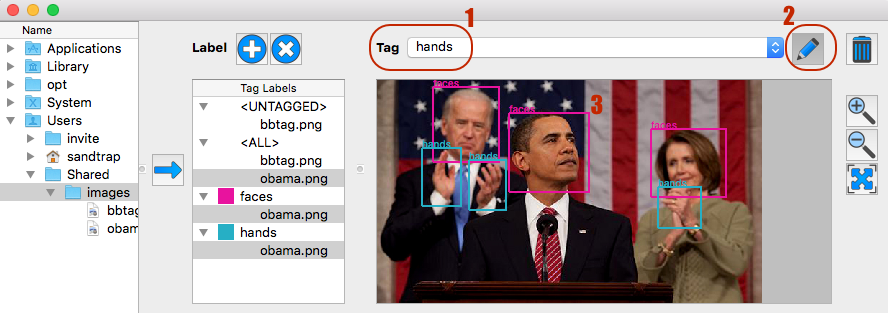 1
2
Name
Label
Tag
hands
Applications
Library
opt
System
Users
invite
sandtrap
Shared
images
bbtag
obam
Tag Labels
<UNTAGGED>
bbtag.png
<ALL>
bbtag.png
obama.png
faces
obama.png
hands
obama.png
faces
faces
3
faces
hands
hands
hands